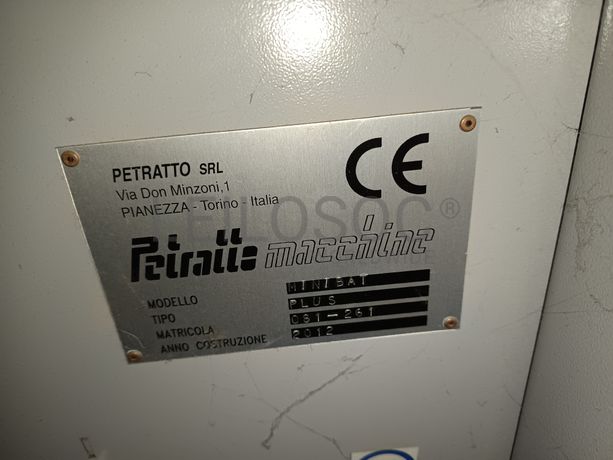 PETRATTO SRL
Via Don Minzoni,1
PIANEZZA - Torino - Italia
CE
LEILOSOC®
Petratto macchine
MODELLO MINIBAT
TIPO PLUS
MATRICOLA 081-261
ANNO COSTRUZIONE 2012